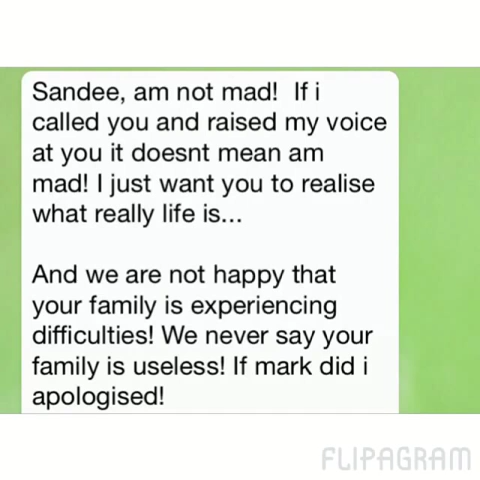 Sandee, am not mad!  If i
called you and raised my voice
at you it doesnt mean am
mad! I just want you to realise
what really life is...
And we are not happy that
your family is experiencing
difficulties! We never say your
family is useless! If mark did i
apologised!
FLIPAGRAM